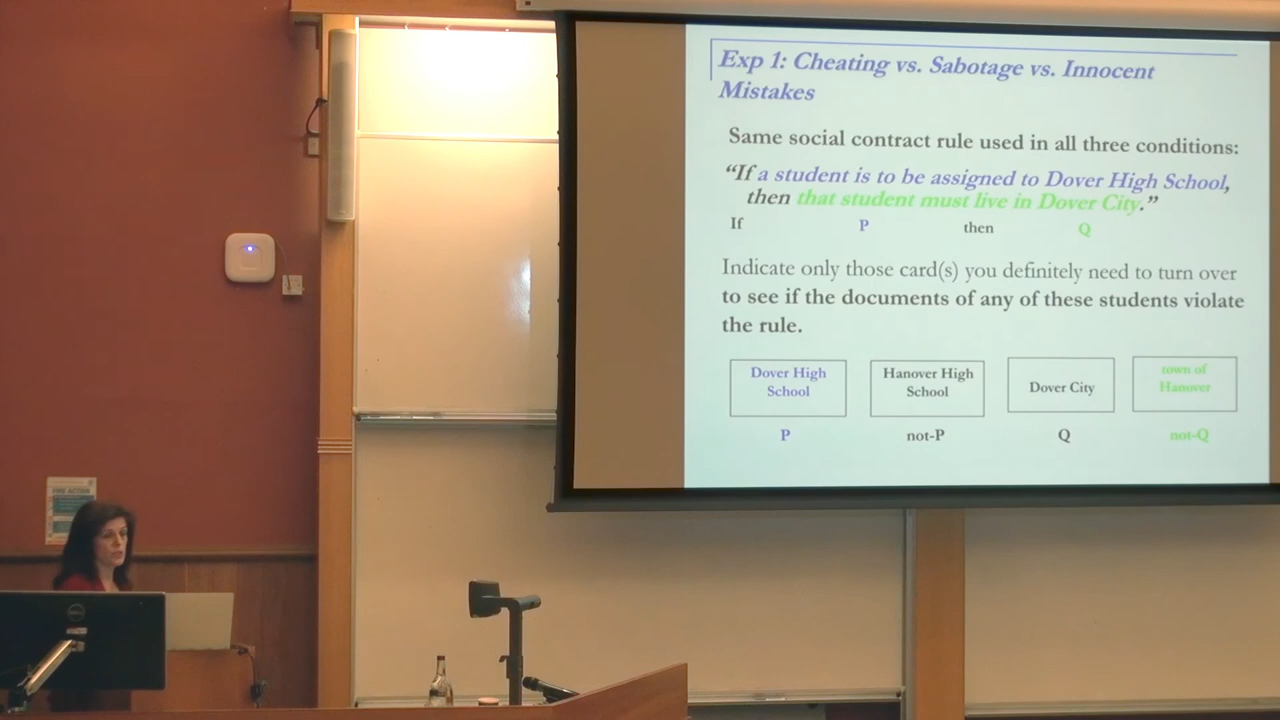 Exp 1: Cheating vs. Sabotage vs. Innocent
Mistakes
Same social contract rule used in all three conditions:
“If a student is to be assigned to Dover High School,
then that student must live in Dover City.”
If P then Q
Indicate only those card(s) you definitely need to turn over
to see if the documents of any of these students violate
the rule.
Dover High
School
Hanover High
School
Dover City
town of
Hanover
P not-P Q not-Q
FIRE ACTION
DELL